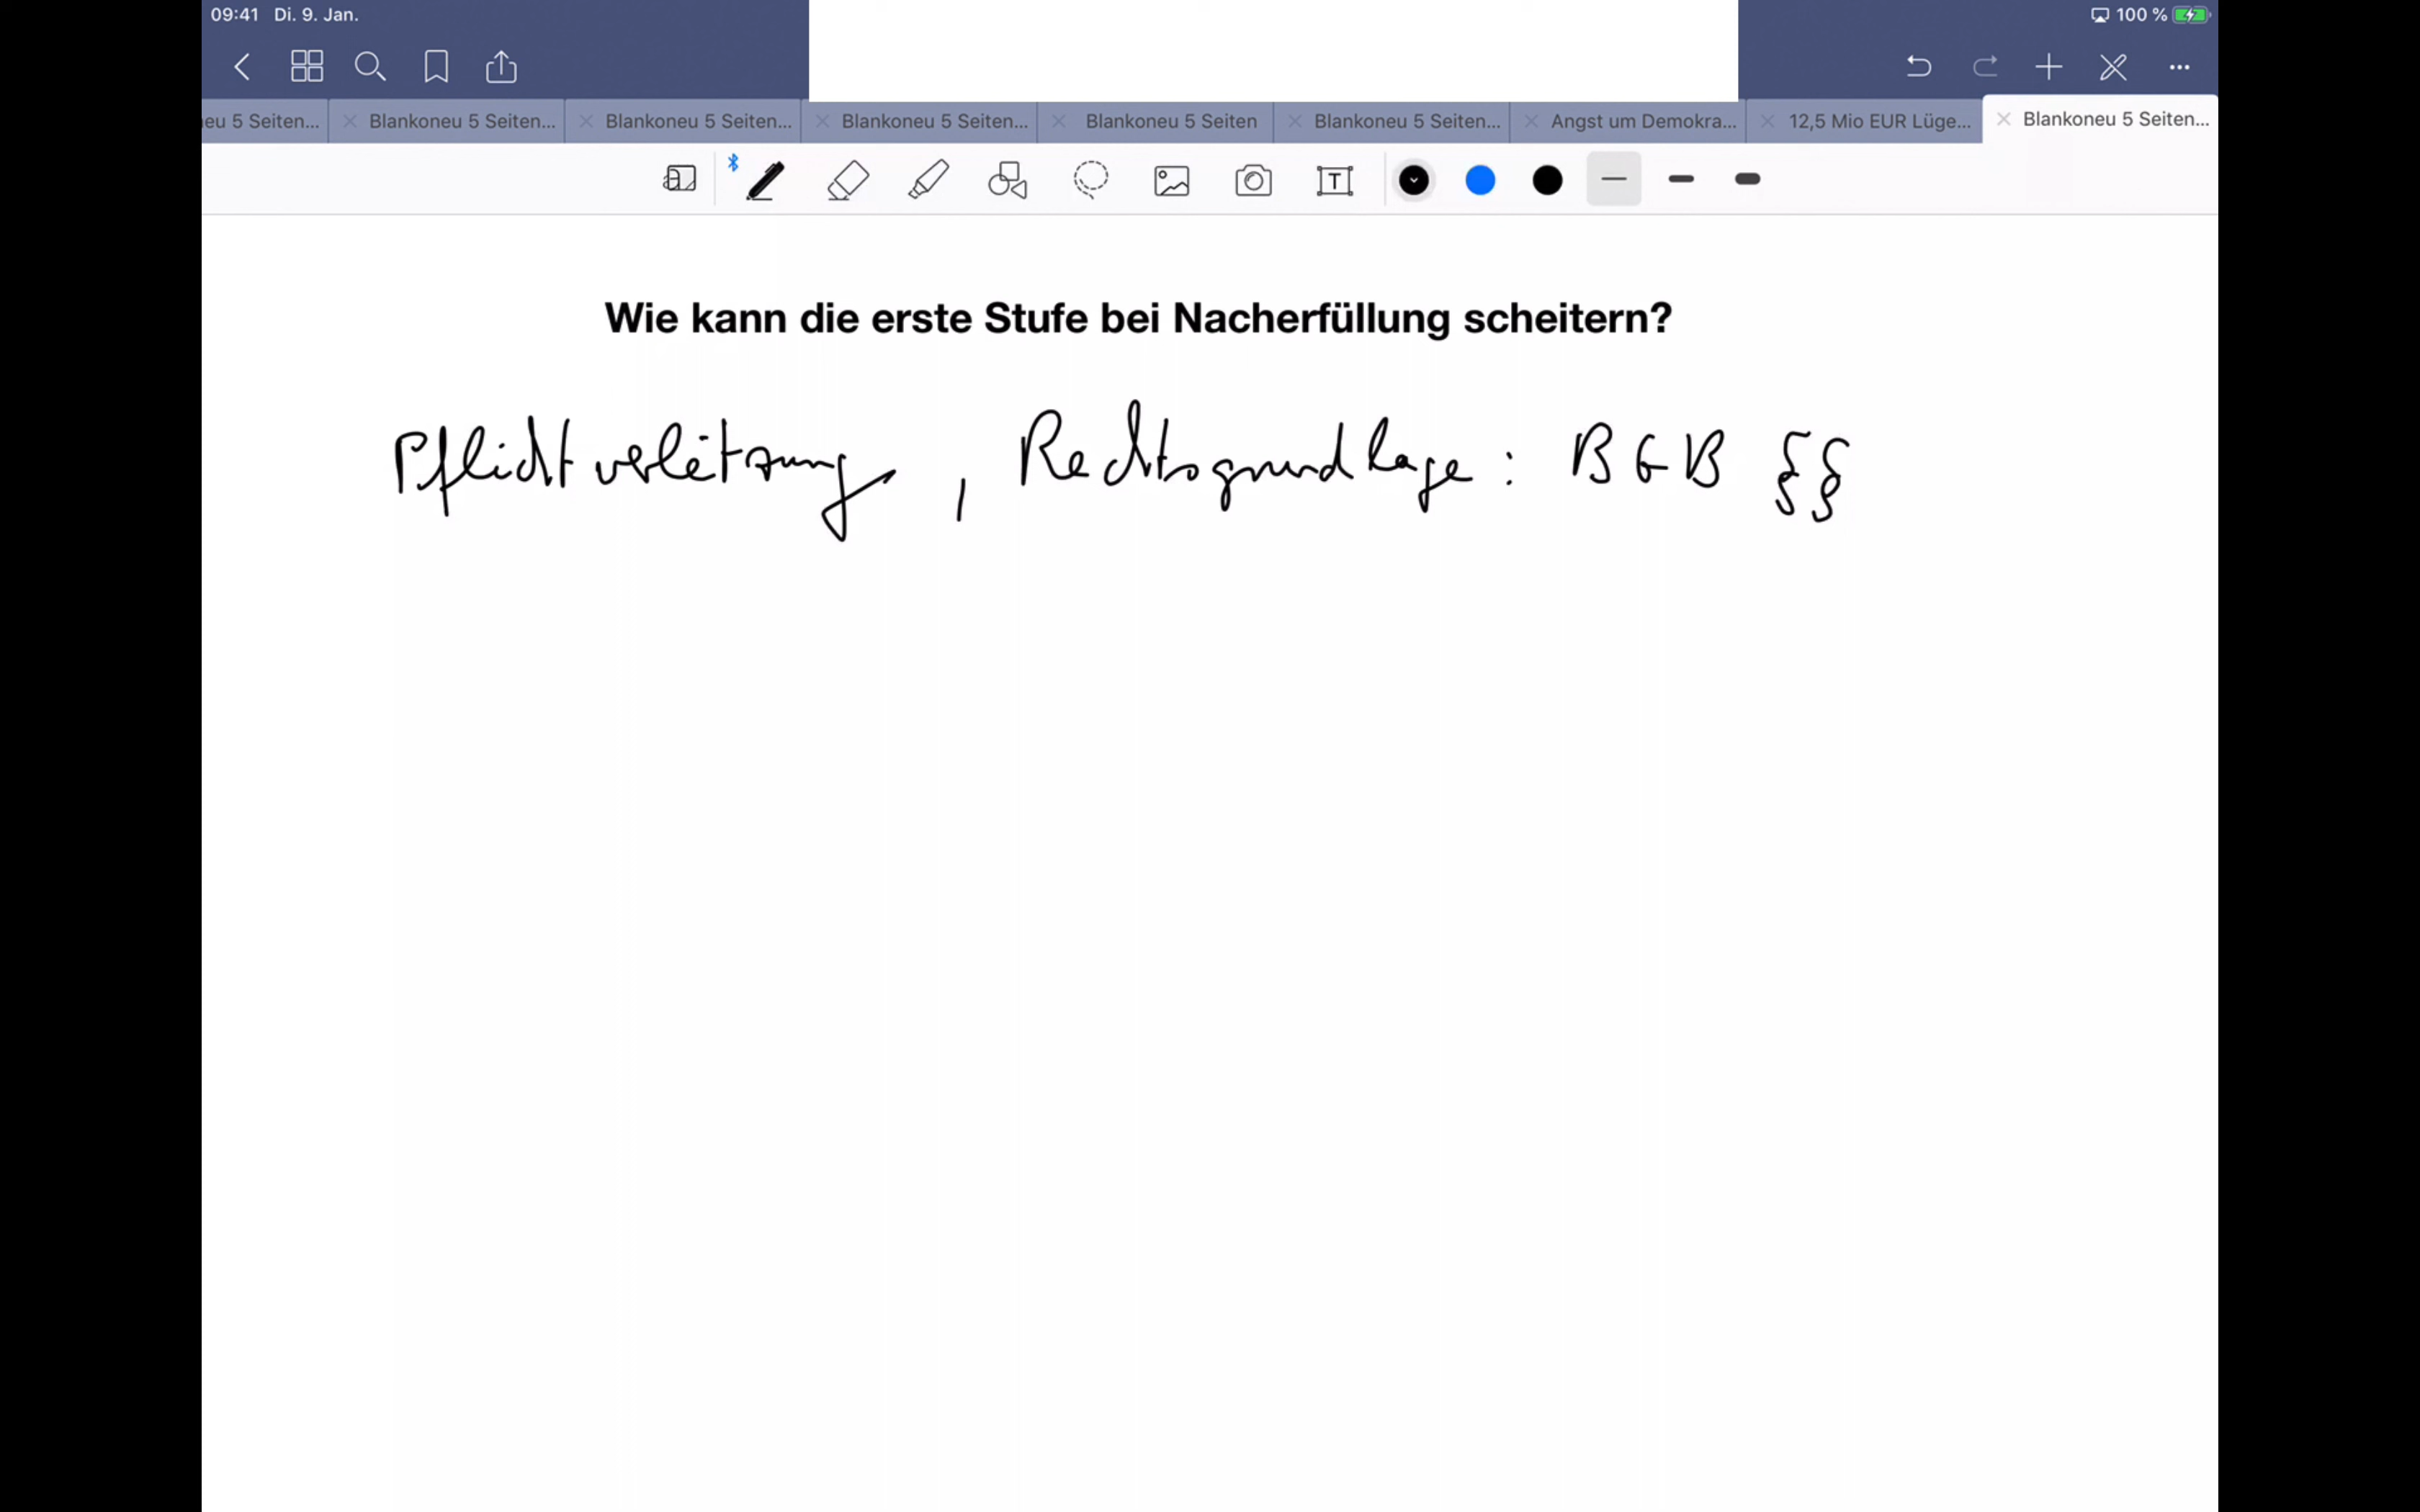 09:41 Di. 9. Jan. 100 %
eu 5 Seiten... Blankoneu 5 Seiten... Blankoneu 5 Seiten... Blankoneu 5 Seiten... Blankoneu 5 Seiten Blankoneu 5 Seiten... Angst um Demokra... 12,5 Mio EUR Lüge... Blankoneu 5 Seiten...
Wie kann die erste Stufe bei Nacherfüllung scheitern?
Pflichtverletzung, Rechtsgrundlage: BGB §§